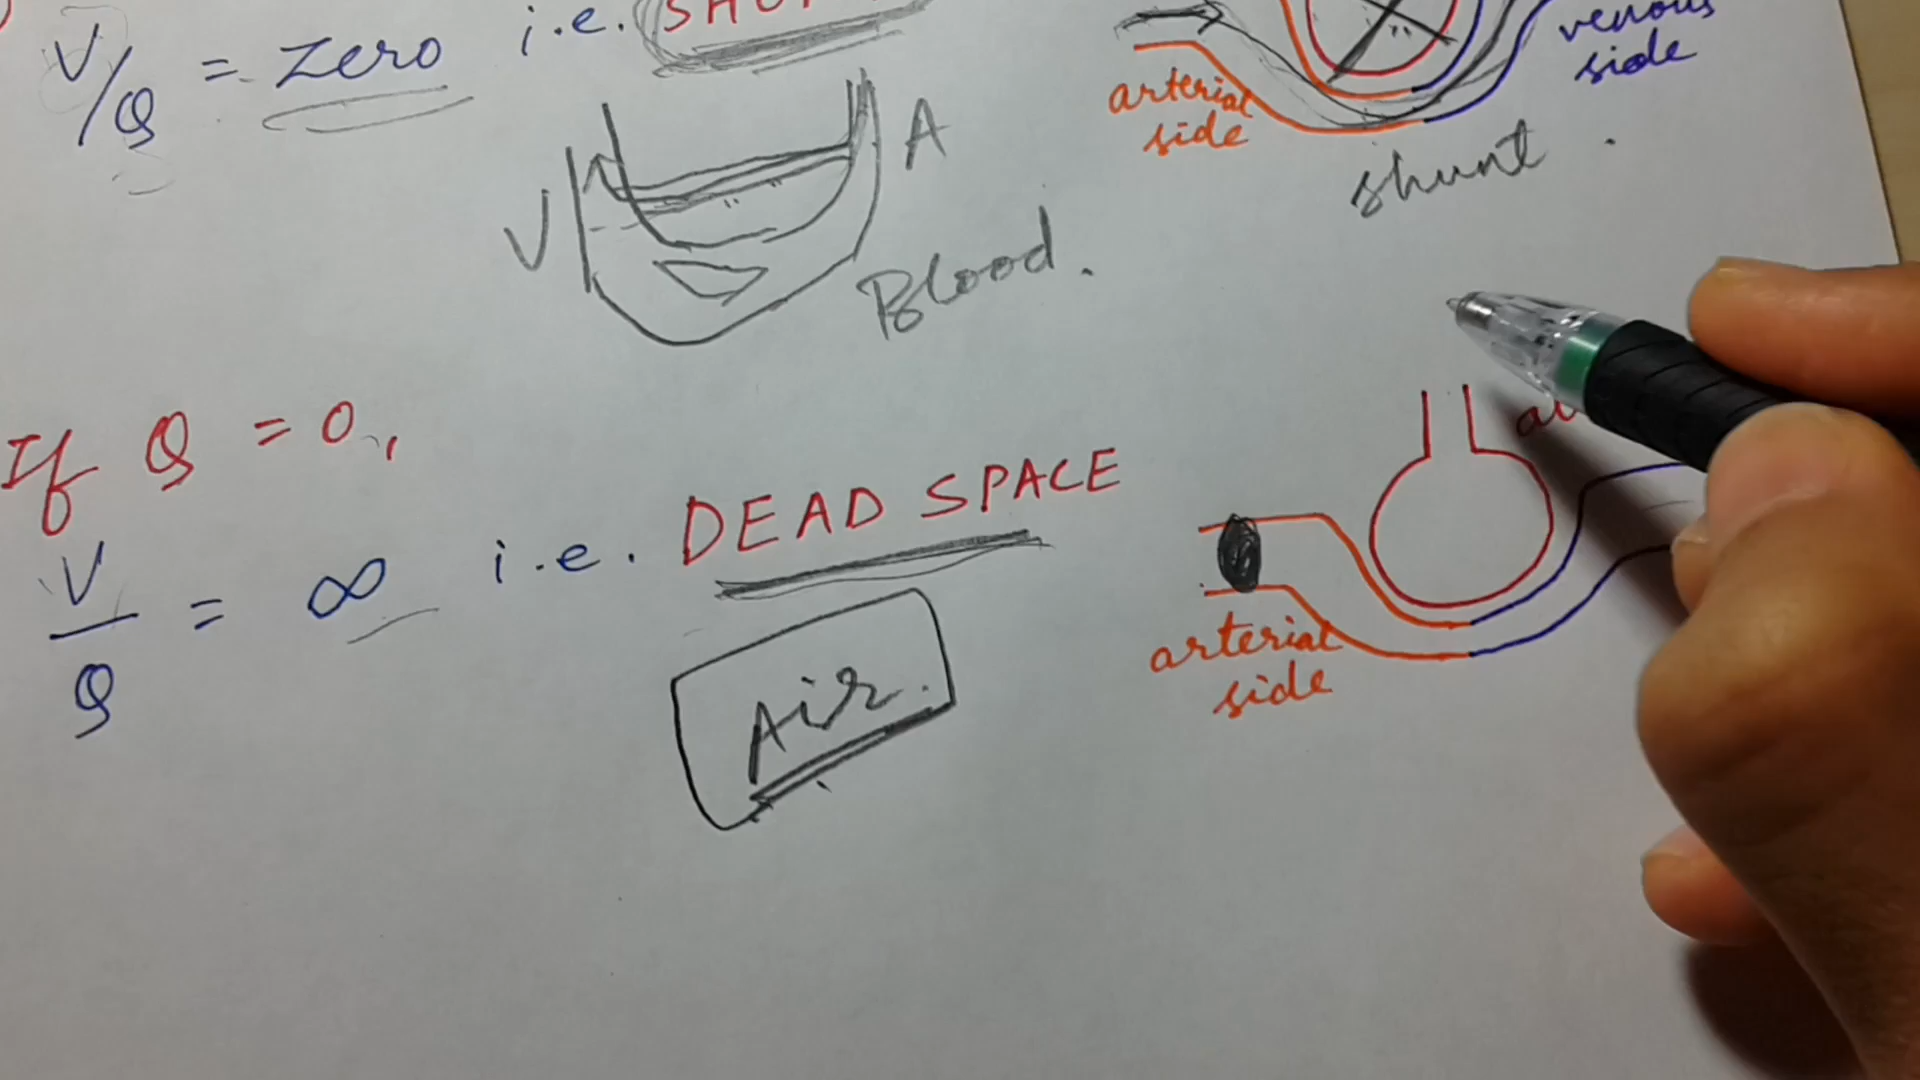 V/Q = Zero i.e.
arterial side
venous side
shunt.
V
A
Blood.
If Q = 0,
V/Q = ∞ i.e. DEAD SPACE
Air.
arterial side